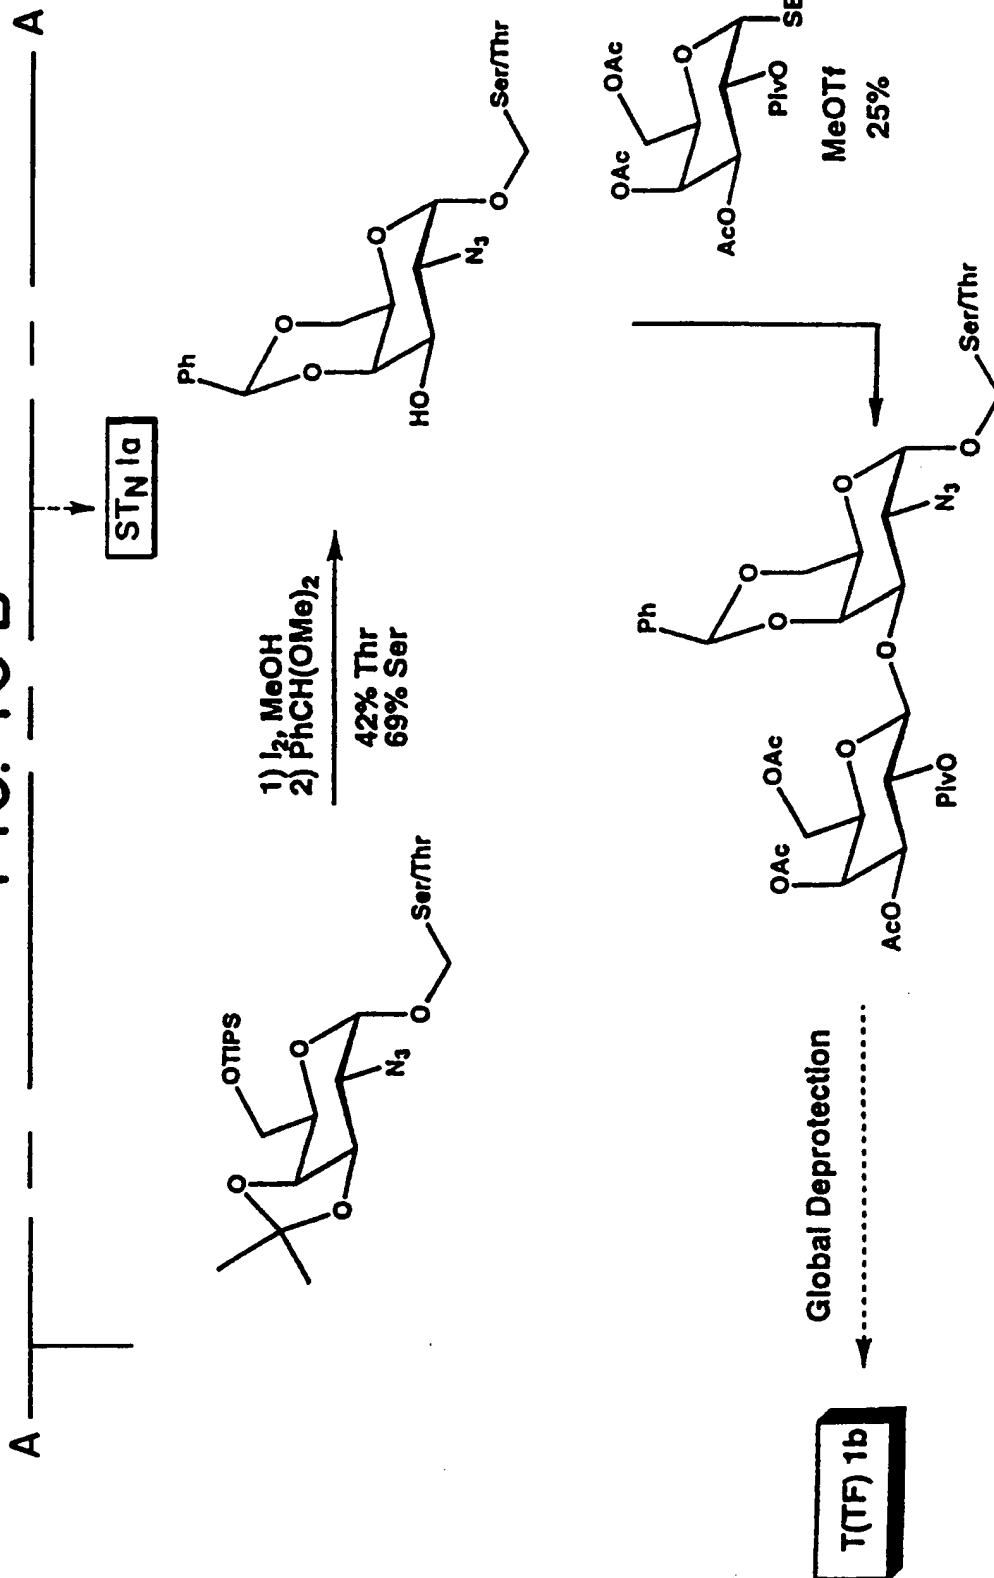 A
A
ST_N Ia
OTIPS
O
O
O
N₃
O
Ser/Thr
1) I₂, MeOH
2) PhCH(OMe)₂
42% Thr
69% Ser
Ph
O
O
O
HO
N₃
O
Ser/Thr
OAc
OAc
O
AcO
PivO
MeOTf
25%
Ph
O
O
O
N₃
O
Ser/Thr
O
OAc
OAc
O
AcO
PivO
Global Deprotection
T(TF) 1b